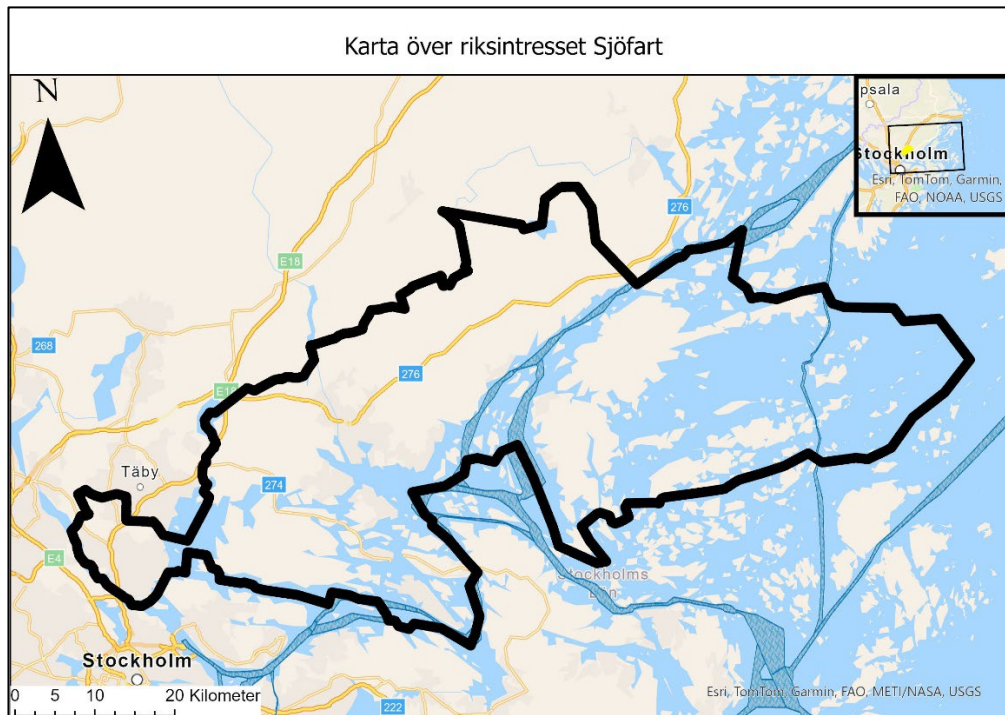 Karta över riksintresset Sjöfart
N
psala
Stockholm
Esri, TomTom, Garmin,
FAO, NOAA, USGS
276
E18
268
276
E18
Täby
274
E4
Stockholms
Stockholm
0 5 10 20 Kilometer
222
Esri, TomTom, Garmin, FAO, METI/NASA, USGS